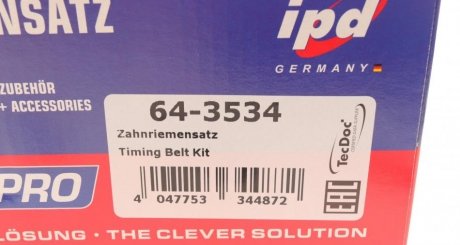 NSATZ
ipd
GERMANY
ZUBEHÖR
+ ACCESSORIES
64-3534
Zahnriemensatz
Timing Belt Kit
TecDoc
EAC
4 047753 344872
PRO
LÖSUNG · THE CLEVER SOLUTION